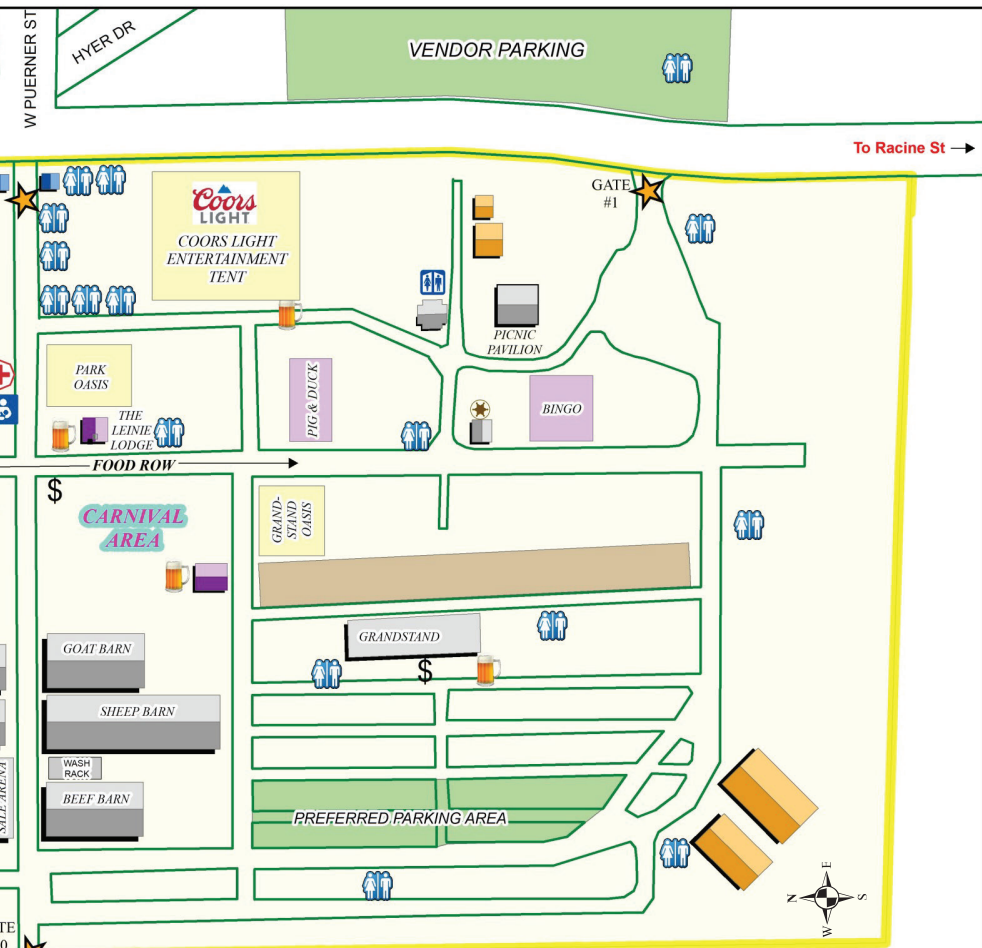 W PUERNER ST
HYER DR
VENDOR PARKING
To Racine St
GATE
#1
Coors
LIGHT
COORS LIGHT
ENTERTAINMENT
TENT
PICNIC
PAVILION
PARK
OASIS
PIG & DUCK
BINGO
THE
LEINIE
LODGE
FOOD ROW
$
CARNIVAL
AREA
GRAND-
STAND
OASIS
GRANDSTAND
$
GOAT BARN
SHEEP BARN
WASH
RACK
BEEF BARN
SALE ARENA
PREFERRED PARKING AREA
N
E
S
W